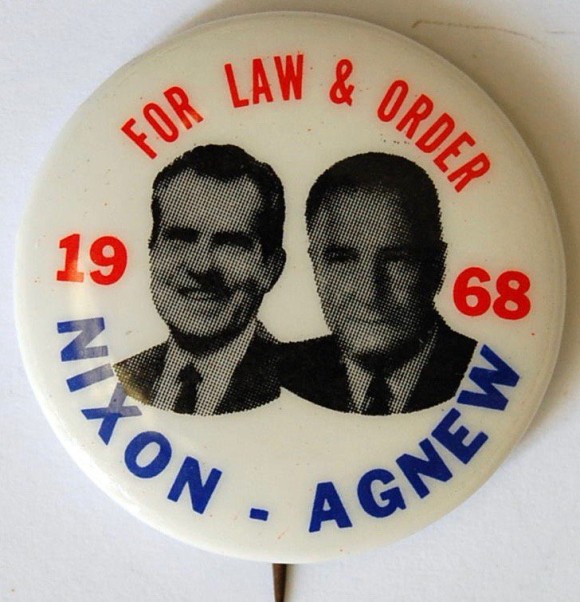 FOR LAW & ORDER
19 68
NIXON - AGNEW